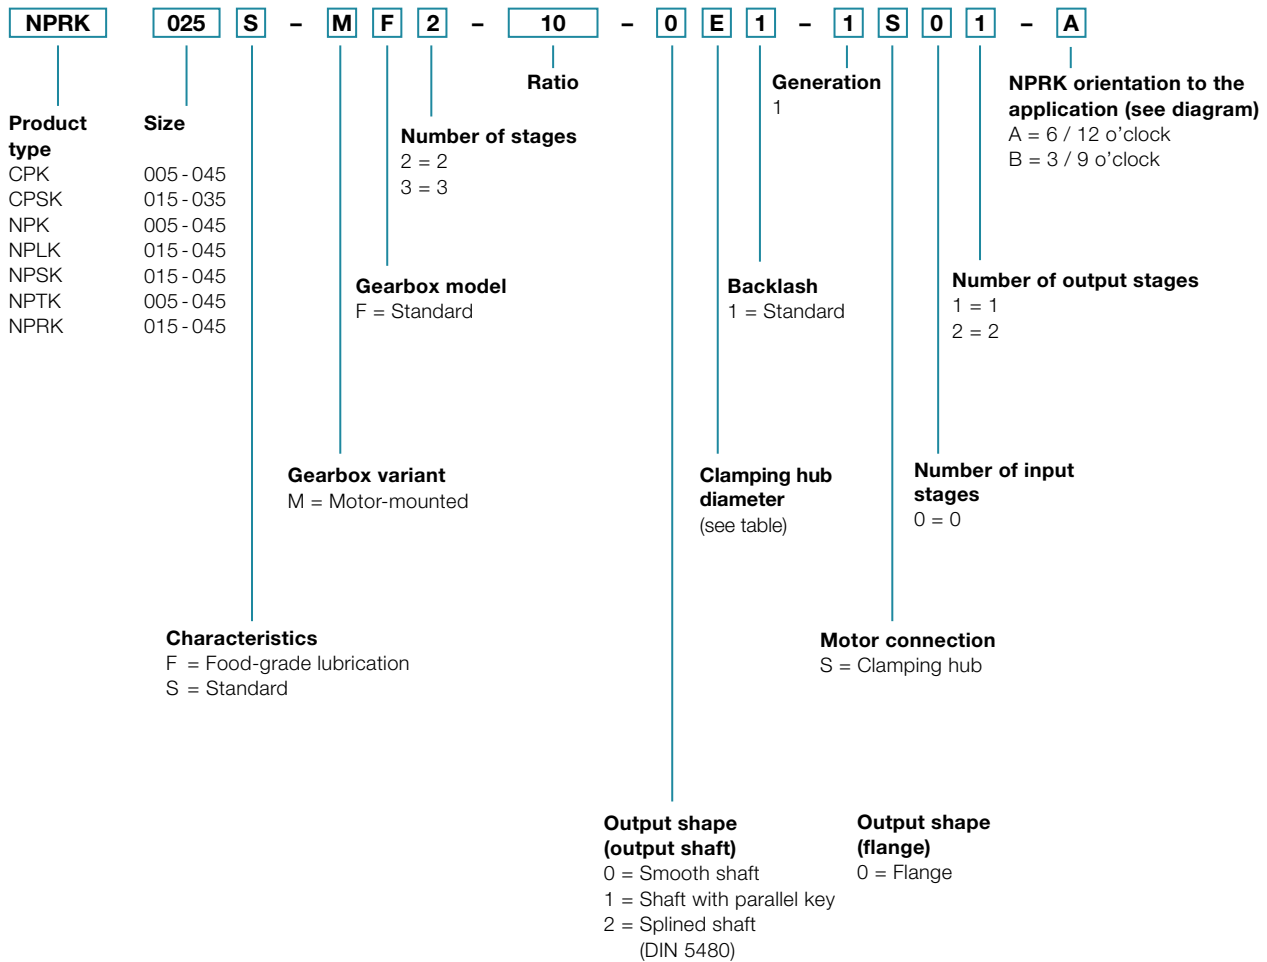 NPRK 025 S – M F 2 – 10 – 0 E 1 – 1 S 0 1 – A
Product type
CPK
CPSK
NPK
NPLK
NPSK
NPTK
NPRK
Size
005 - 045
015 - 035
005 - 045
015 - 045
015 - 045
005 - 045
015 - 045
Characteristics
F = Food-grade lubrication
S = Standard
Gearbox variant
M = Motor-mounted
Gearbox model
F = Standard
Number of stages
2 = 2
3 = 3
Ratio
Output shape
(output shaft)
0 = Smooth shaft
1 = Shaft with parallel key
2 = Splined shaft
(DIN 5480)
Output shape
(flange)
0 = Flange
Clamping hub
diameter
(see table)
Backlash
1 = Standard
Generation
1
Motor connection
S = Clamping hub
Number of input
stages
0 = 0
Number of output stages
1 = 1
2 = 2
NPRK orientation to the
application (see diagram)
A = 6 / 12 o’clock
B = 3 / 9 o’clock